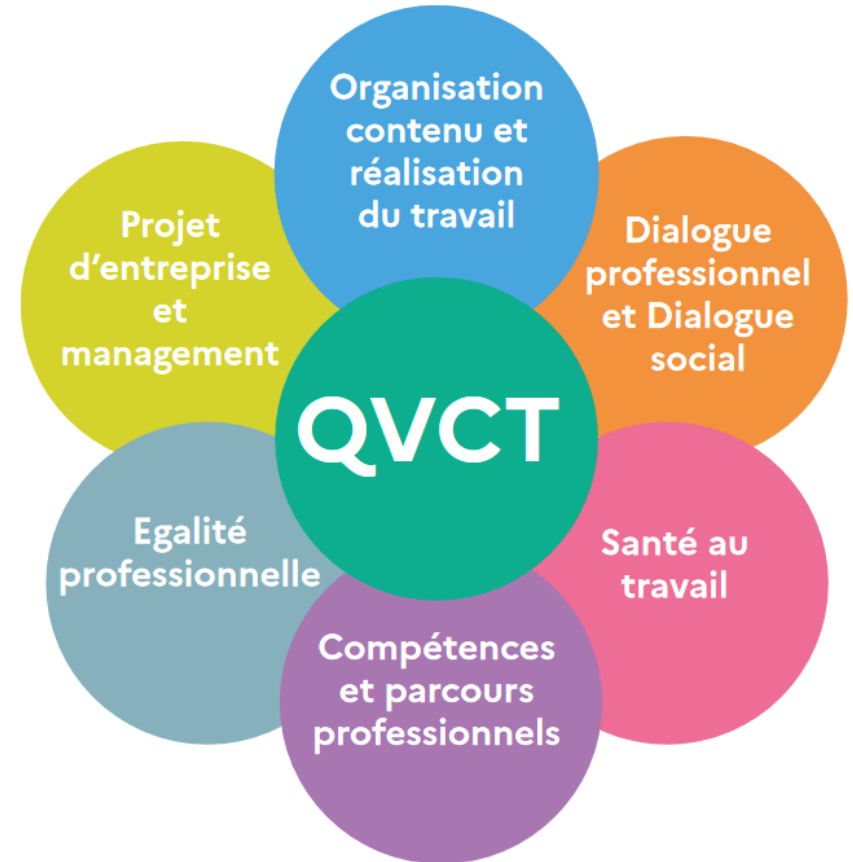 Organisation
contenu et
réalisation
du travail
Dialogue
professionnel
et Dialogue
social
Santé au
travail
Compétences
et parcours
professionnels
Egalité
professionnelle
Projet
d'entreprise
et
management
QVCT